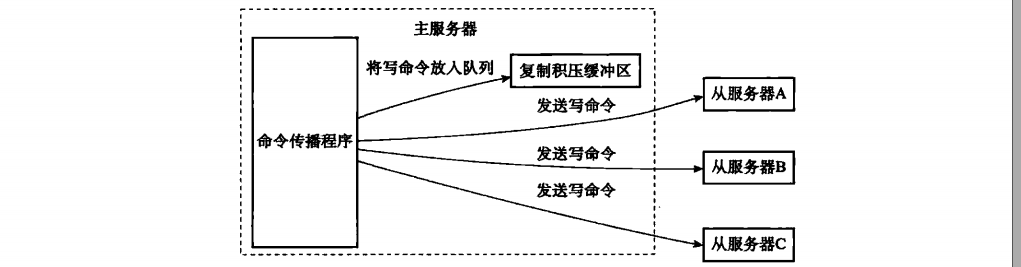 主服务器
将写命令放入队列
复制积压缓冲区
发送写命令
从服务器A
命令传播程序
发送写命令
从服务器B
发送写命令
从服务器C